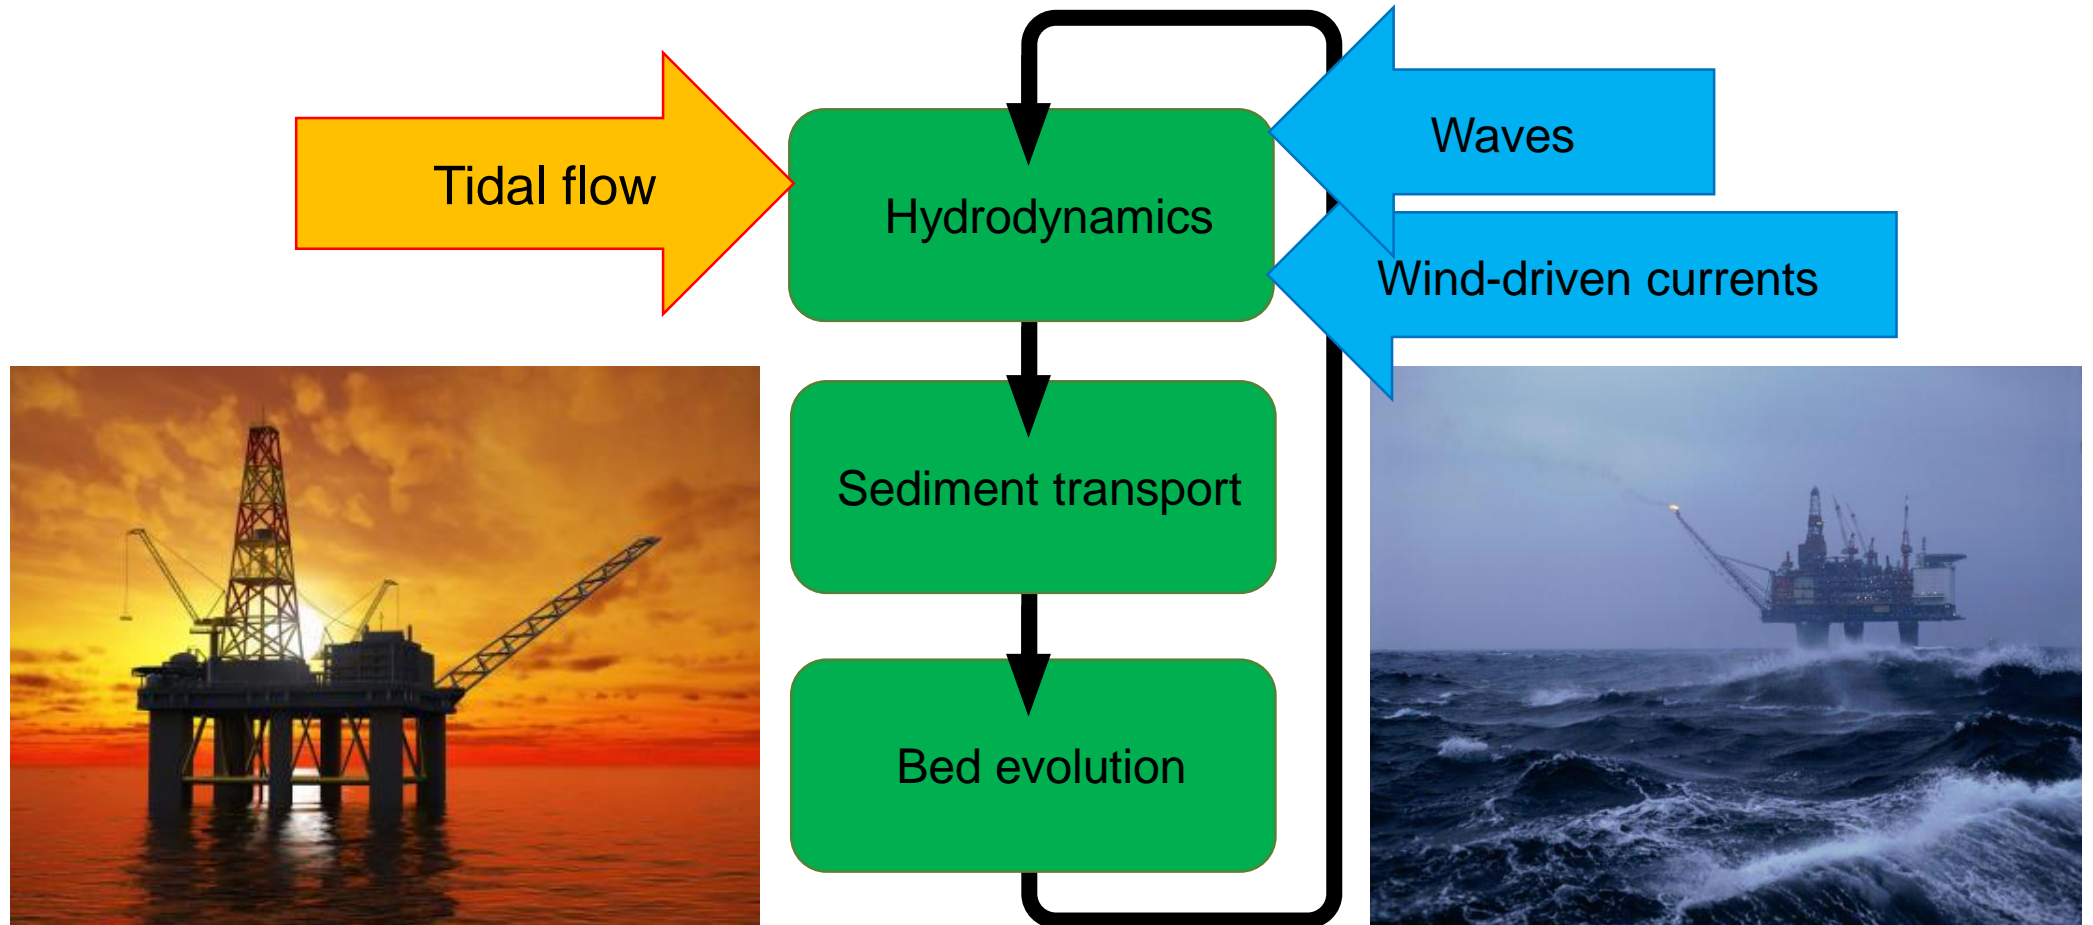 Tidal flow
Waves
Hydrodynamics
Wind-driven currents
Sediment transport
Bed evolution